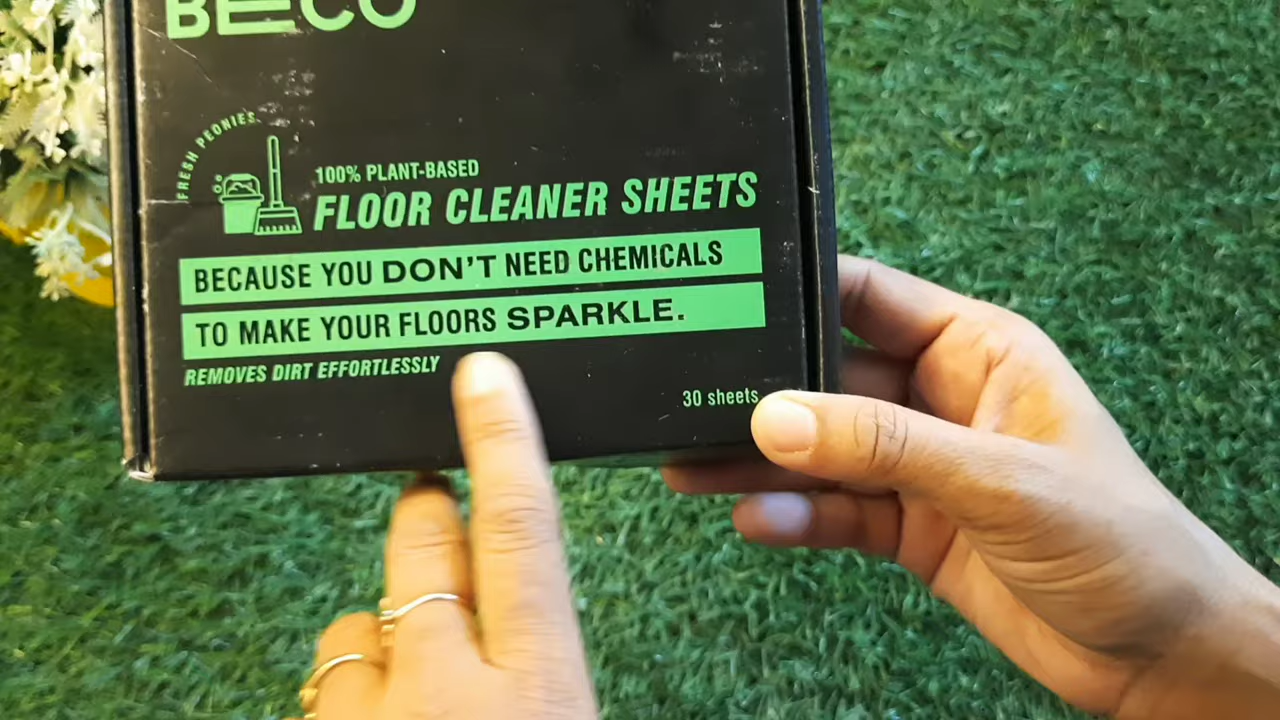 BECO
FRESH PEONIES
100% PLANT-BASED
FLOOR CLEANER SHEETS
BECAUSE YOU DON'T NEED CHEMICALS
TO MAKE YOUR FLOORS SPARKLE.
REMOVES DIRT EFFORTLESSLY
30 sheets